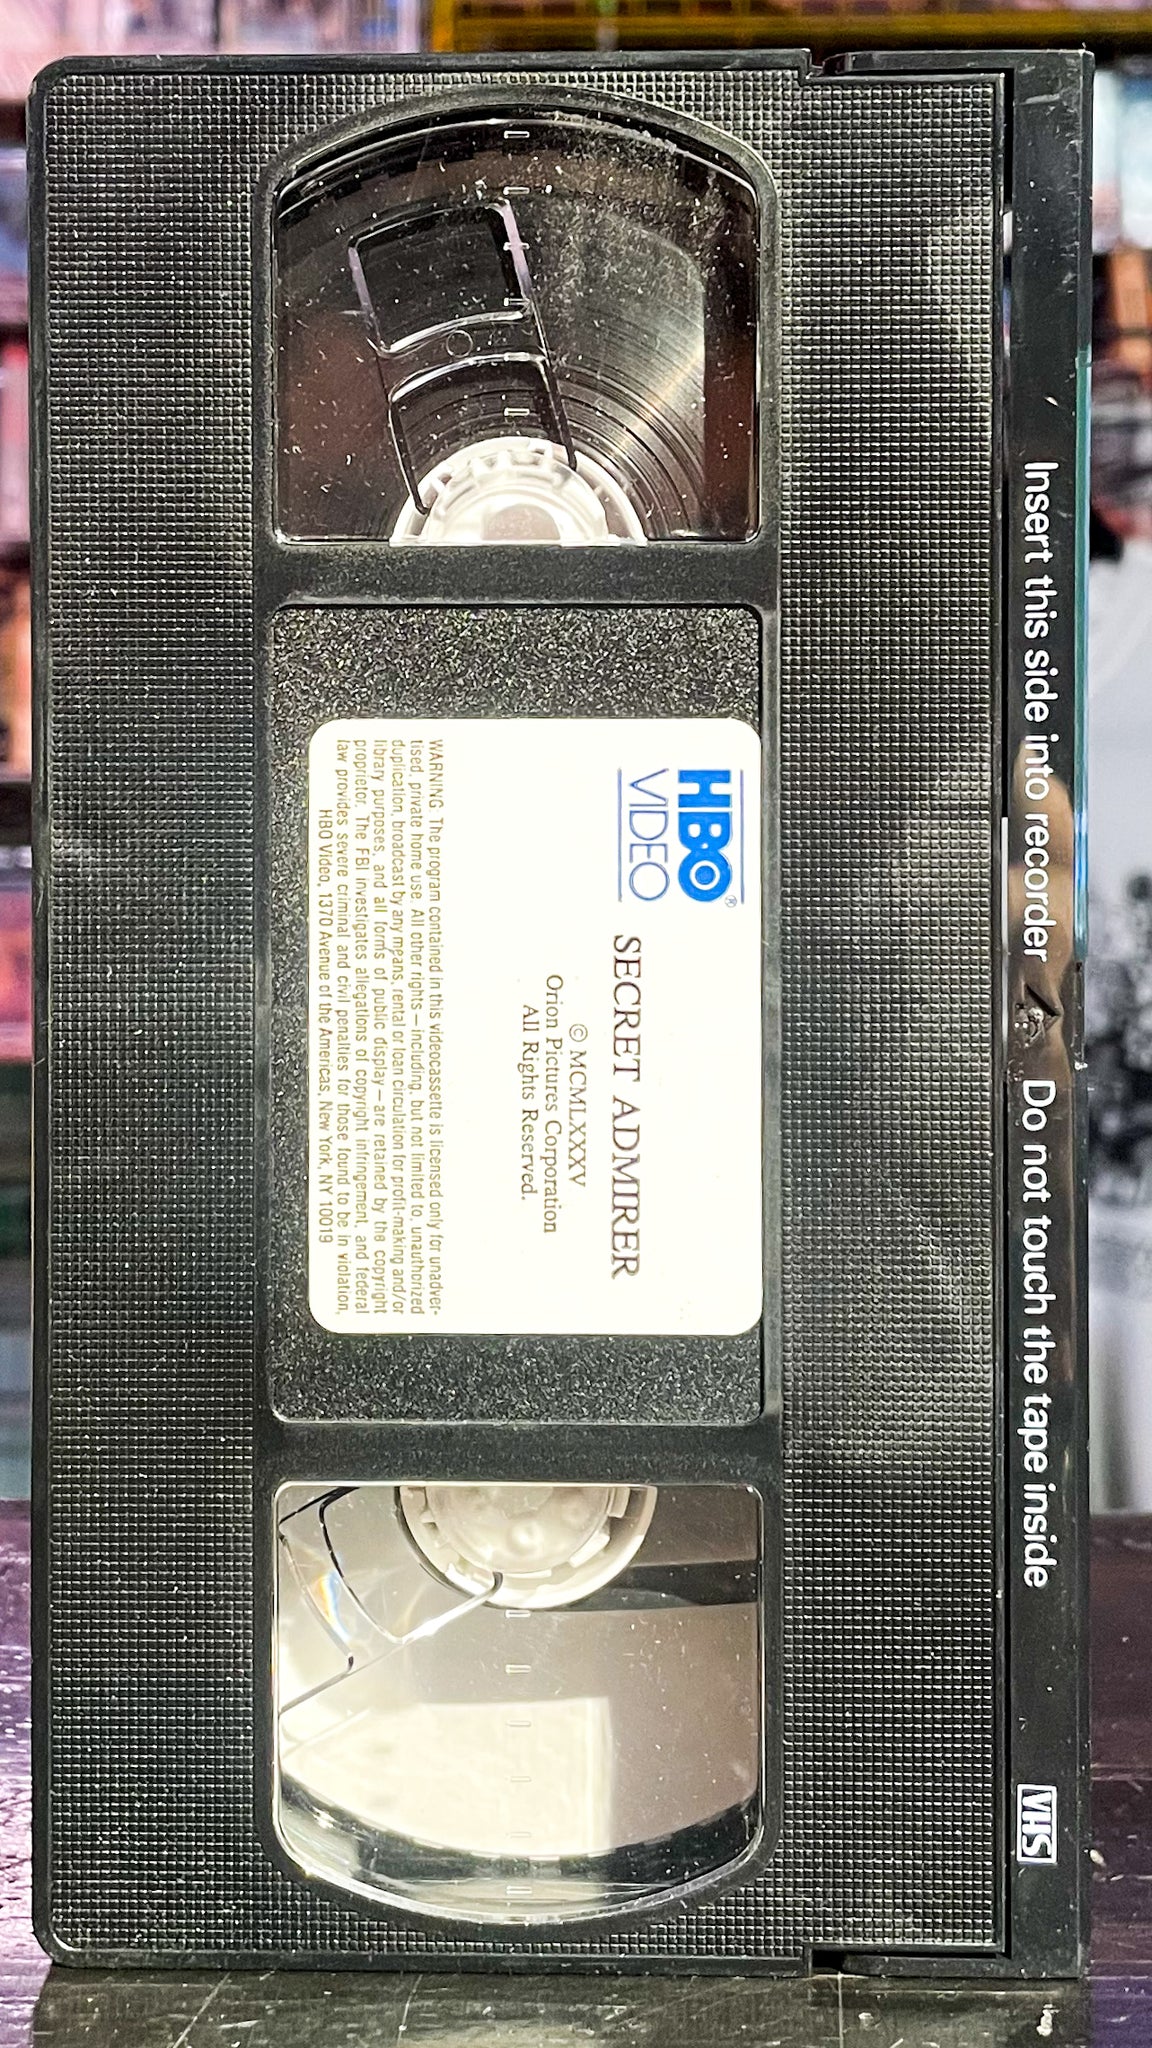 Insert this side into recorder Do not touch the tape inside
VHS
HBO®
VIDEO
SECRET ADMIRER
© MCMLXXXV
Orion Pictures Corporation
All Rights Reserved.
WARNING: The program contained in this videocassette is licensed only for unadver-
tised, private home use. All other rights—including, but not limited to, unauthorized
duplication, broadcast by any means, rental or loan circulation for profit-making and/or
library purposes, and all forms of public display—are retained by the copyright
proprietor. The FBI investigates allegations of copyright infringement, and federal
law provides severe criminal and civil penalties for those found to be in violation.
HBO Video, 1370 Avenue of the Americas, New York, NY 10019